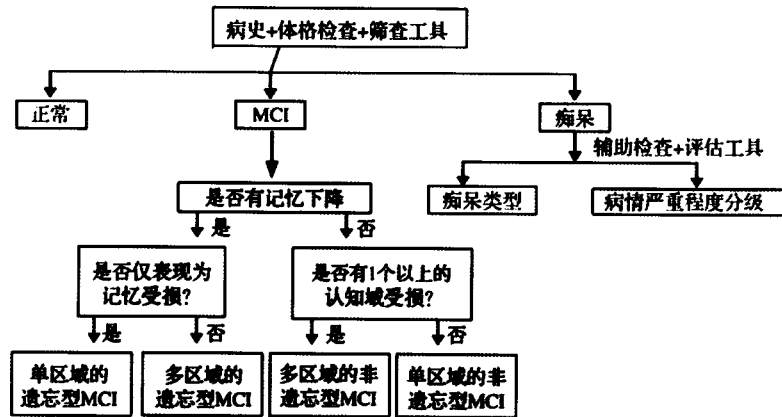 病史+体格检查+筛查工具
正常
MCI
痴呆
辅助检查+评估工具
是否有记忆下降
痴呆类型
病情严重程度分级
是
否
是否仅表现为
记忆受损?
是否有1个以上的
认知域受损?
是
否
是
否
单区域的
遗忘型MCI
多区域的
遗忘型MCI
多区域的非
遗忘型MCI
单区域的非
遗忘型MCI